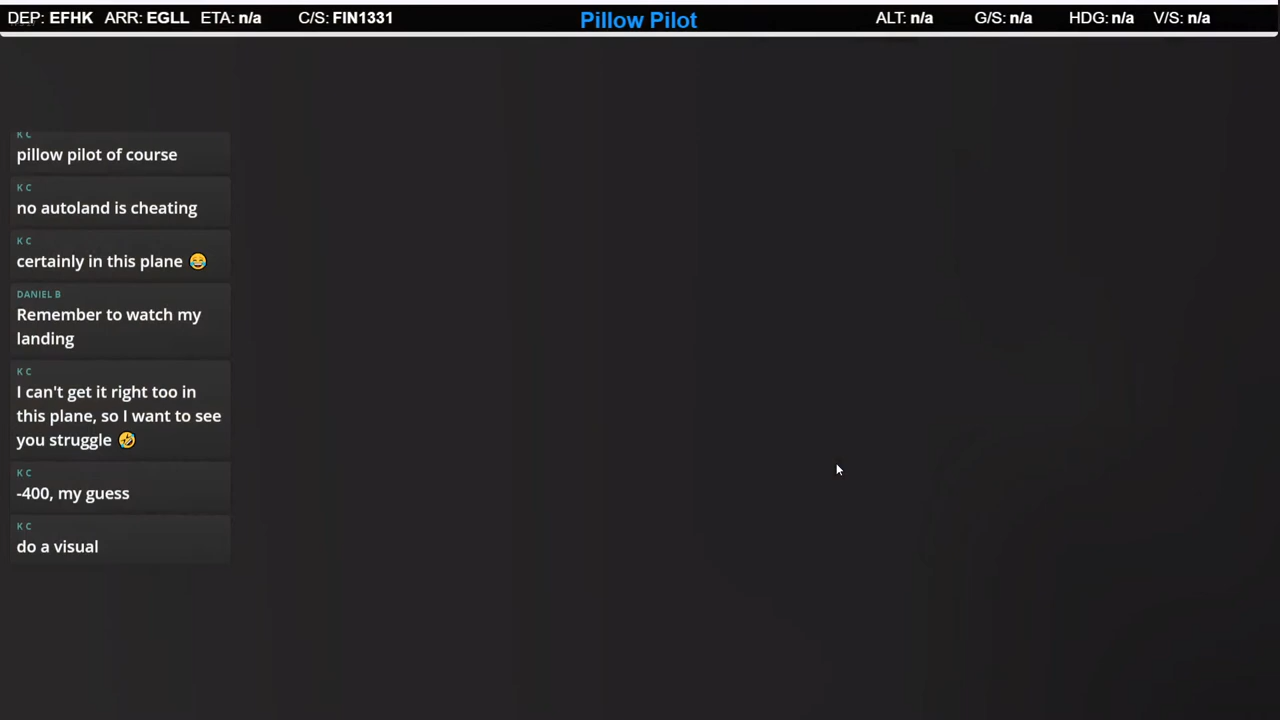 DEP: EFHK ARR: EGLL ETA: n/a C/S: FIN1331 Pillow Pilot ALT: n/a G/S: n/a HDG: n/a V/S: n/a
K C
pillow pilot of course
K C
no autoland is cheating
K C
certainly in this plane 😂
DANIEL B
Remember to watch my
landing
K C
I can't get it right too in
this plane, so I want to see
you struggle 🤣
K C
-400, my guess
K C
do a visual